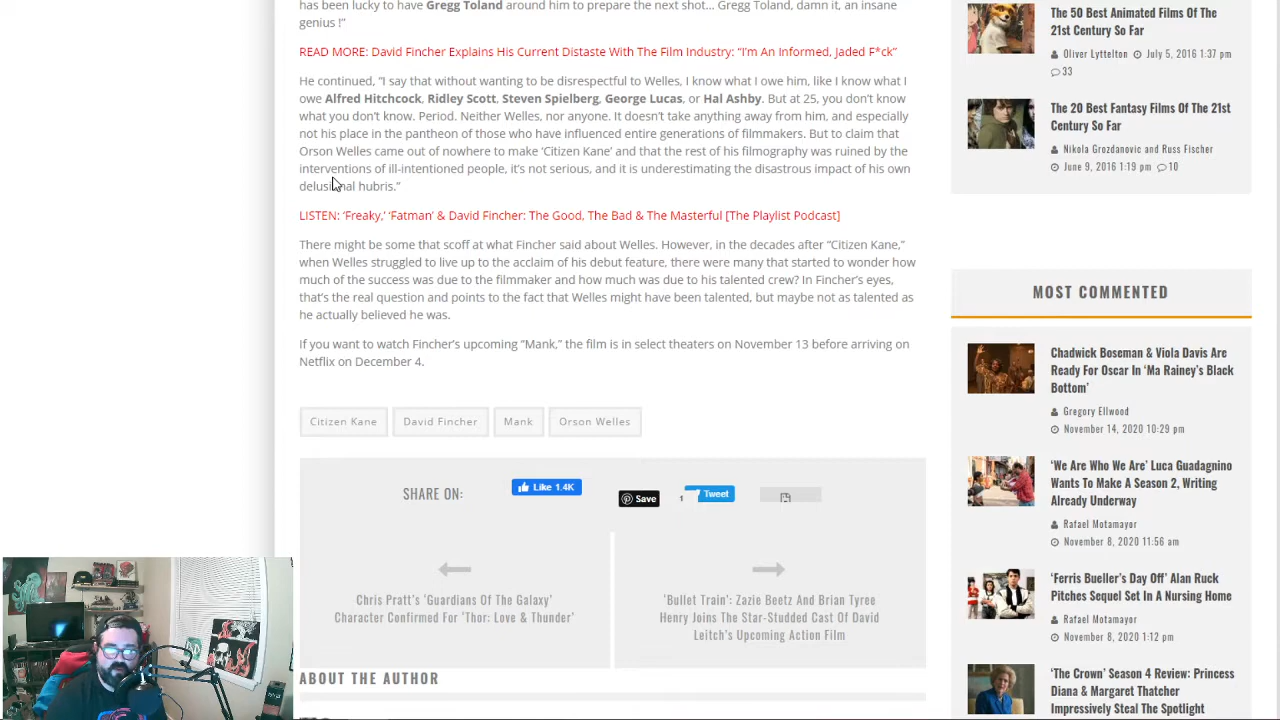 has been lucky to have Gregg Toland around him to prepare the next shot… Gregg Toland, damn it, an insane
genius !”
READ MORE: David Fincher Explains His Current Distaste With The Film Industry: “I’m An Informed, Jaded F*ck”
He continued, “I say that without wanting to be disrespectful to Welles, I know what I owe him, like I know what I
owe Alfred Hitchcock, Ridley Scott, Steven Spielberg, George Lucas, or Hal Ashby. But at 25, you don’t know
what you don’t know. Period. Neither Welles, nor anyone. It doesn’t take anything away from him, and especially
not his place in the pantheon of those who have influenced entire generations of filmmakers. But to claim that
Orson Welles came out of nowhere to make ‘Citizen Kane’ and that the rest of his filmography was ruined by the
interventions of ill-intentioned people, it’s not serious, and it is underestimating the disastrous impact of his own
delusional hubris.”
LISTEN: ‘Freaky,’ ‘Fatman’ & David Fincher: The Good, The Bad & The Masterful [The Playlist Podcast]
There might be some that scoff at what Fincher said about Welles. However, in the decades after “Citizen Kane,”
when Welles struggled to live up to the acclaim of his debut feature, there were many that started to wonder how
much of the success was due to the filmmaker and how much was due to his talented crew? In Fincher’s eyes,
that’s the real question and points to the fact that Welles might have been talented, but maybe not as talented as
he actually believed he was.
If you want to watch Fincher’s upcoming “Mank,” the film is in select theaters on November 13 before arriving on
Netflix on December 4.
Citizen Kane
David Fincher
Mank
Orson Welles
SHARE ON:
Like 1.4K
Save
1
Tweet
Chris Pratt’s ‘Guardians Of The Galaxy’
Character Confirmed For ‘Thor: Love & Thunder’
‘Bullet Train’: Zazie Beetz And Brian Tyree
Henry Joins The Star-Studded Cast Of David
Leitch’s Upcoming Action Film
ABOUT THE AUTHOR
The 50 Best Animated Films Of The
21st Century So Far
Oliver Lyttelton July 5, 2016 1:37 pm
33
The 20 Best Fantasy Films Of The 21st
Century So Far
Nikola Grozdanovic and Russ Fischer
June 9, 2016 1:19 pm 10
MOST COMMENTED
Chadwick Boseman & Viola Davis Are
Ready For Oscar In ‘Ma Rainey’s Black
Bottom’
Gregory Ellwood
November 14, 2020 10:29 pm
‘We Are Who We Are’ Luca Guadagnino
Wants To Make A Season 2, Writing
Already Underway
Rafael Motamayor
November 8, 2020 11:56 am
‘Ferris Bueller’s Day Off’ Alan Ruck
Pitches Sequel Set In A Nursing Home
Rafael Motamayor
November 8, 2020 1:12 pm
‘The Crown’ Season 4 Review: Princess
Diana & Margaret Thatcher
Impressively Steal The Spotlight